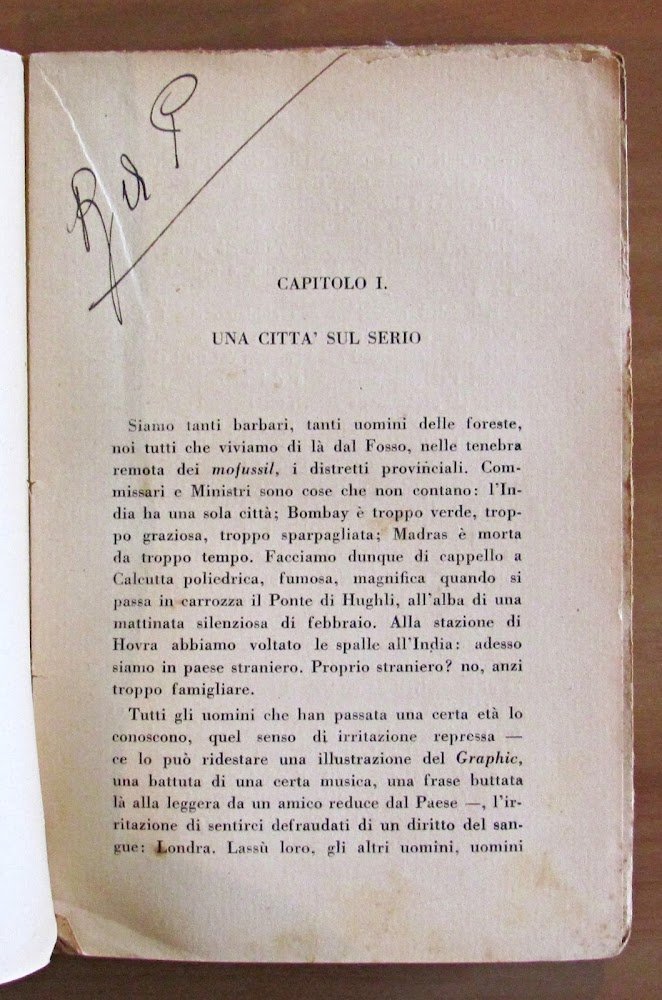 CAPITOLO I.
UNA CITTA' SUL SERIO
Siamo tanti barbari, tanti uomini delle foreste,
noi tutti che viviamo di là dal Fosso, nelle tenebra
remota dei mofussil, i distretti provinciali. Com-
missari e Ministri sono cose che non contano: l'In-
dia ha una sola città; Bombay è troppo verde, trop-
po graziosa, troppo sparpagliata; Madras è morta
da troppo tempo. Facciamo dunque di cappello a
Calcutta poliedrica, fumosa, magnifica quando si
passa in carrozza il Ponte di Hughli, all'alba di una
mattinata silenziosa di febbraio. Alla stazione di
Hovra abbiamo voltato le spalle all'India: adesso
siamo in paese straniero. Proprio straniero? no, anzi
troppo famigliare.
Tutti gli uomini che han passata una certa età lo
conoscono, quel senso di irritazione repressa —
ce lo può ridestare una illustrazione del Graphic,
una battuta di una certa musica, una frase buttata
là alla leggera da un amico reduce dal Paese —, l'ir-
ritazione di sentirci defraudati di un diritto del san-
gue: Londra. Lassù loro, gli altri uomini, uomini